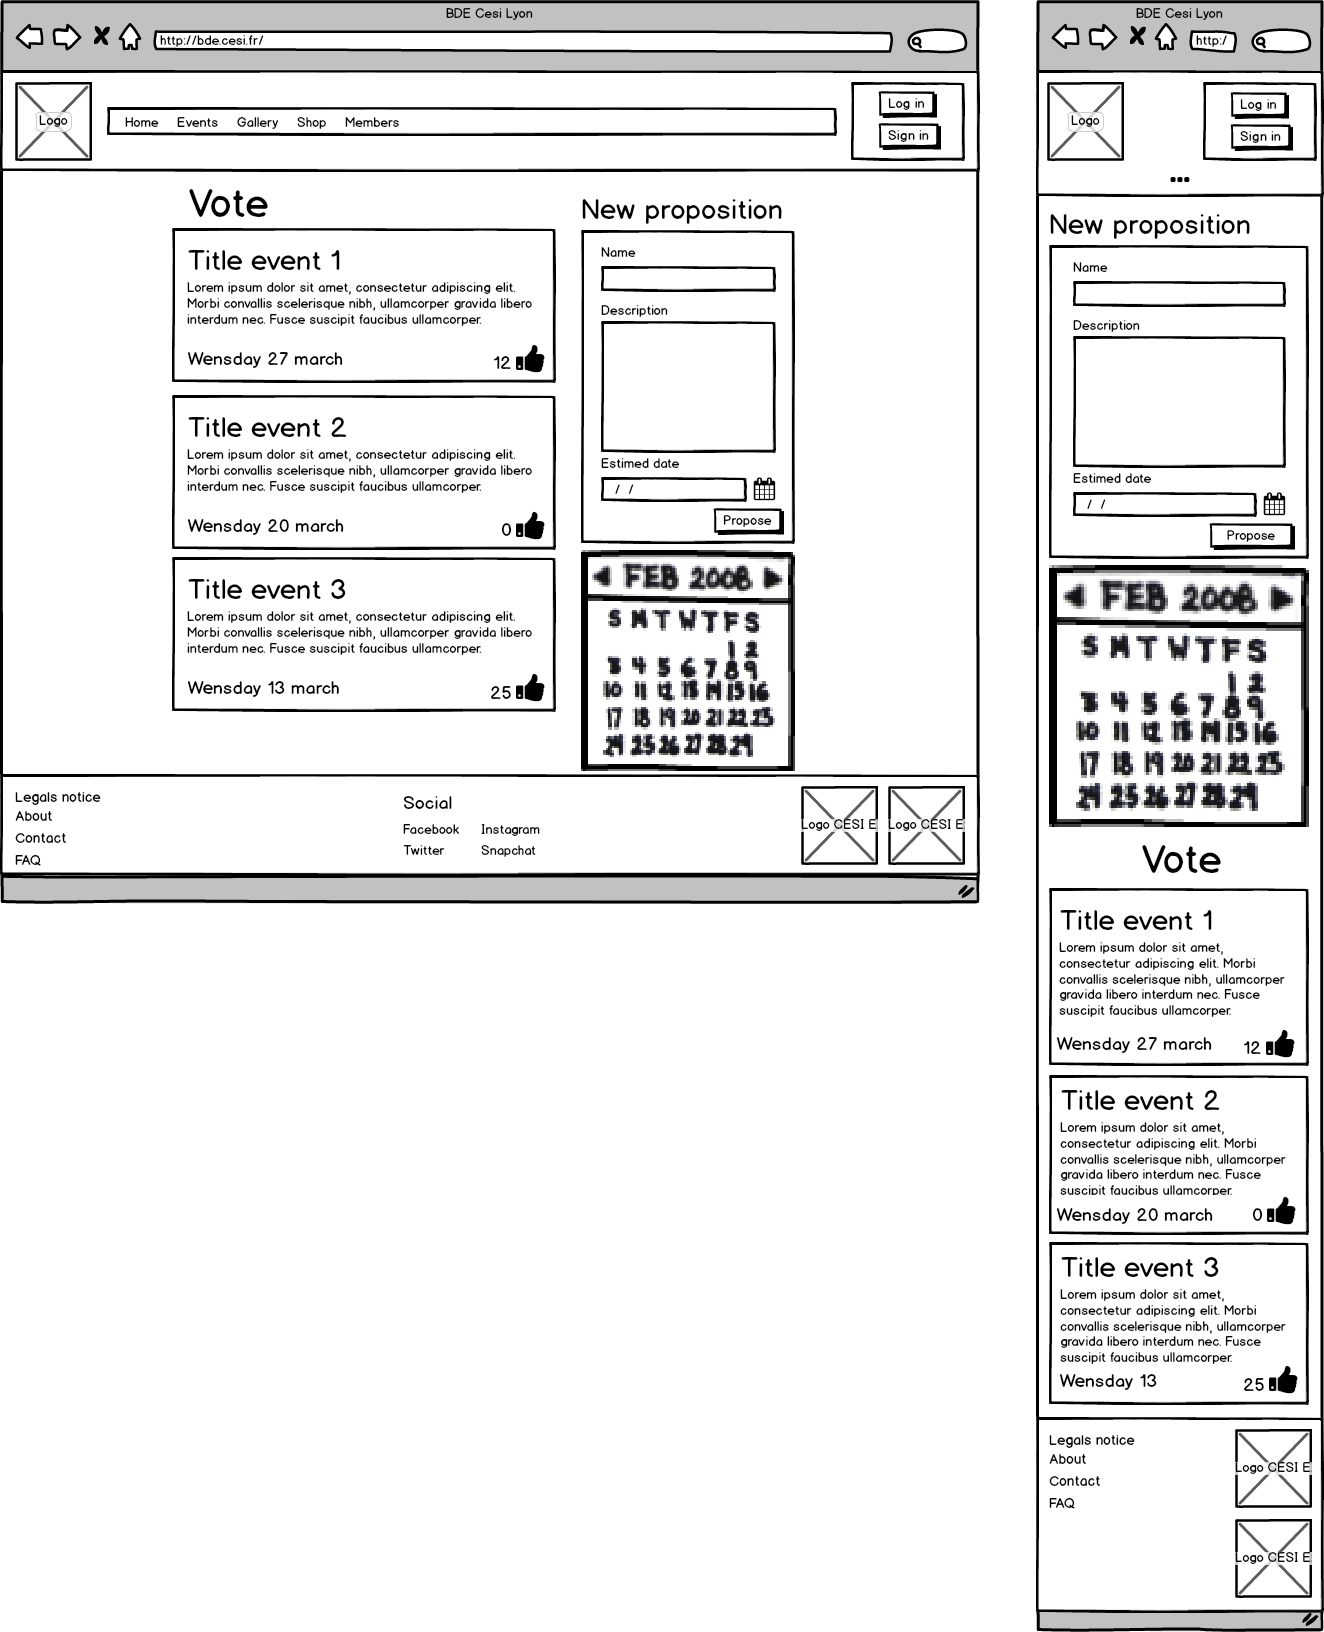 BDE Cesi Lyon
http://bde.cesi.fr/
Logo
Home Events Gallery Shop Members
Log in
Sign in
Vote
Title event 1
Lorem ipsum dolor sit amet, consectetur adipiscing elit.
Morbi convallis scelerisque nibh, ullamcorper gravida libero
interdum nec. Fusce suscipit faucibus ullamcorper.
Wensday 27 march 12
Title event 2
Lorem ipsum dolor sit amet, consectetur adipiscing elit.
Morbi convallis scelerisque nibh, ullamcorper gravida libero
interdum nec. Fusce suscipit faucibus ullamcorper.
Wensday 20 march 0
Title event 3
Lorem ipsum dolor sit amet, consectetur adipiscing elit.
Morbi convallis scelerisque nibh, ullamcorper gravida libero
interdum nec. Fusce suscipit faucibus ullamcorper.
Wensday 13 march 25
New proposition
Name
Description
Estimed date
/ /
Propose
FEB 2008
S M T W T F S
1 2
3 4 5 6 7 8 9
10 11 12 13 14 15 16
17 18 19 20 21 22 23
24 25 26 27 28 29
Legals notice
About
Contact
FAQ
Social
Facebook Instagram
Twitter Snapchat
Logo CESI E
Logo CESI E
BDE Cesi Lyon
http:/
Logo
Log in
Sign in
...
New proposition
Name
Description
Estimed date
/ /
Propose
FEB 2008
S M T W T F S
1 2
3 4 5 6 7 8 9
10 11 12 13 14 15 16
17 18 19 20 21 22 23
24 25 26 27 28 29
Vote
Title event 1
Lorem ipsum dolor sit amet,
consectetur adipiscing elit. Morbi
convallis scelerisque nibh, ullamcorper
gravida libero interdum nec. Fusce
suscipit faucibus ullamcorper.
Wensday 27 march 12
Title event 2
Lorem ipsum dolor sit amet,
consectetur adipiscing elit. Morbi
convallis scelerisque nibh, ullamcorper
gravida libero interdum nec. Fusce
suscipit faucibus ullamcorper.
Wensday 20 march 0
Title event 3
Lorem ipsum dolor sit amet,
consectetur adipiscing elit. Morbi
convallis scelerisque nibh, ullamcorper
gravida libero interdum nec. Fusce
suscipit faucibus ullamcorper.
Wensday 13 25
Legals notice
About
Contact
FAQ
Logo CESI E
Logo CESI E